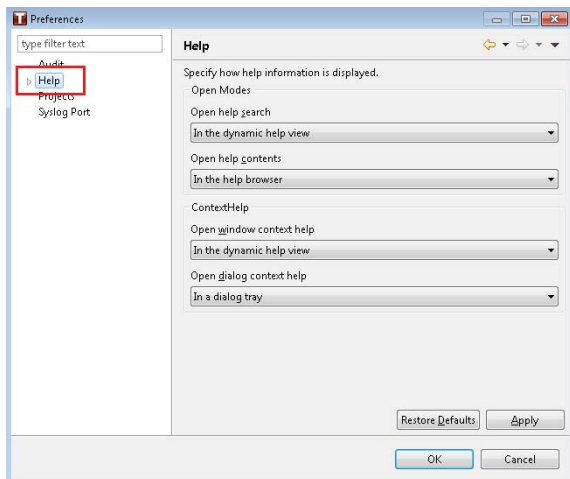 Preferences
type filter text
Audit
Help
Projects
Syslog Port
Help
Specify how help information is displayed.
Open Modes
Open help search
In the dynamic help view
Open help contents
In the help browser
ContextHelp
Open window context help
In the dynamic help view
Open dialog context help
In a dialog tray
Restore Defaults
Apply
OK
Cancel